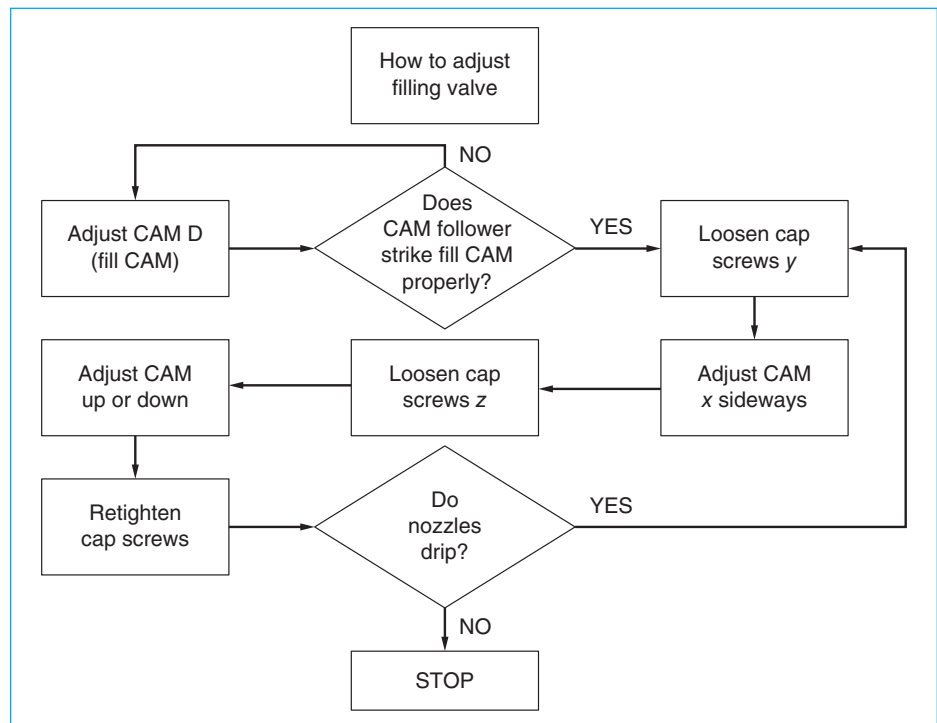 How to adjust
filling valve
NO
Does
CAM follower
strike fill CAM
properly?
Adjust CAM D
(fill CAM)
YES
Loosen cap
screws y
Adjust CAM
x sideways
Loosen cap
screws z
Adjust CAM
up or down
Retighten
cap screws
Do
nozzles
drip?
YES
NO
STOP